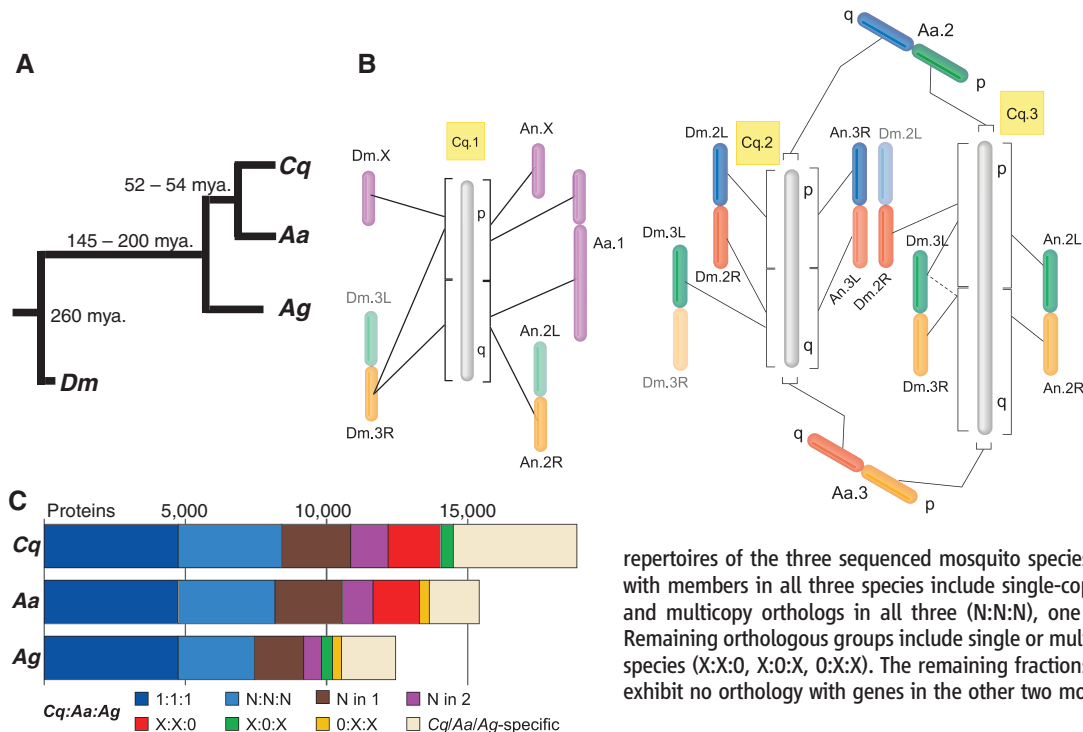 A
B
Cq
Aa
Ag
Dm
52 – 54 mya.
145 – 200 mya.
260 mya.
Dm.X
Cq.1
An.X
p
q
Aa.1
Dm.3L
Dm.3R
An.2L
An.2R
q
Aa.2
p
Dm.2L
Cq.2
An.3R
Dm.2L
Cq.3
p
p
Dm.3L
Dm.2R
An.3L
Dm.2R
Dm.3L
An.2L
q
q
Dm.3R
Dm.3R
An.2R
q
Aa.3
p
C
Proteins
5,000
10,000
15,000
Cq
Aa
Ag
Cq:Aa:Ag
1:1:1
N:N:N
N in 1
N in 2
X:X:0
X:0:X
0:X:X
Cq/Aa/Ag-specific
repertoires of the three sequenced mosquito species
with members in all three species include single-cop
and multicopy orthologs in all three (N:N:N), one
Remaining orthologous groups include single or mul
species (X:X:0, X:0:X, 0:X:X). The remaining fractions
exhibit no orthology with genes in the other two mo